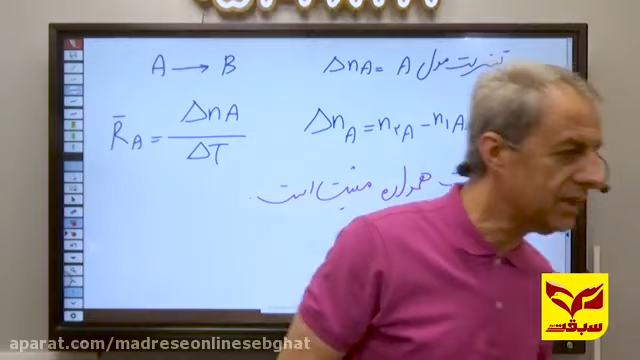 A → B
ΔnA = تغییرات مول A
R̄A = ΔnA / ΔT
ΔnA = n۲A - n۱A
همواره مثبت است.
سبقت
aparat.com/madreseonlinesebghat